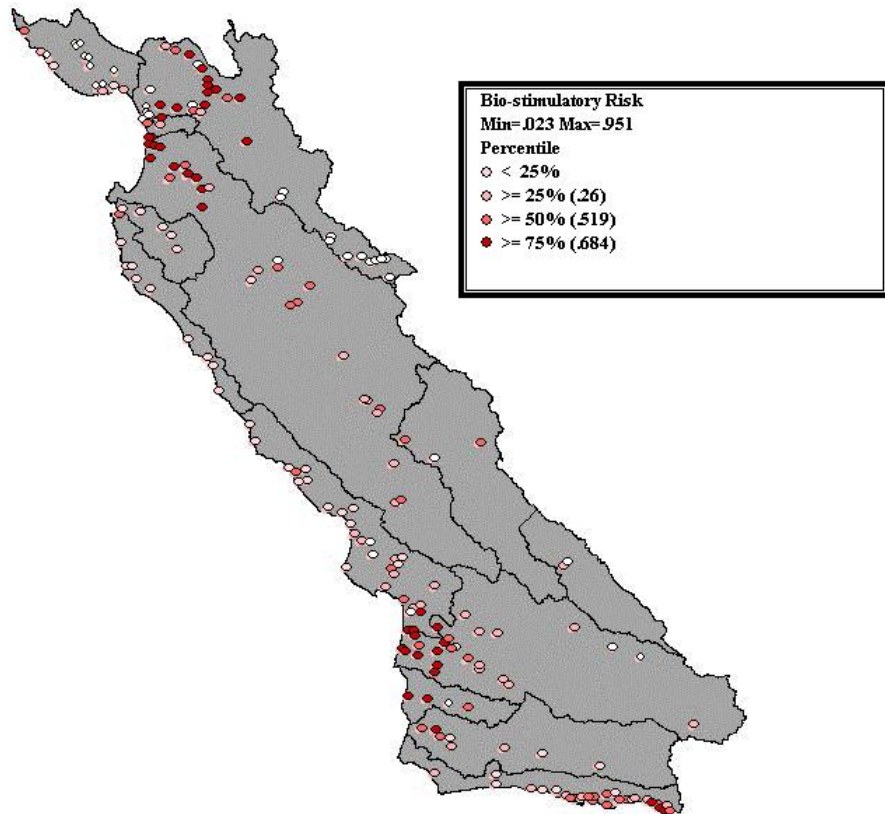 Bio-stimulatory Risk
Min=.023 Max=.951
Percentile
< 25%
>= 25% (.26)
>= 50% (.519)
>= 75% (.684)